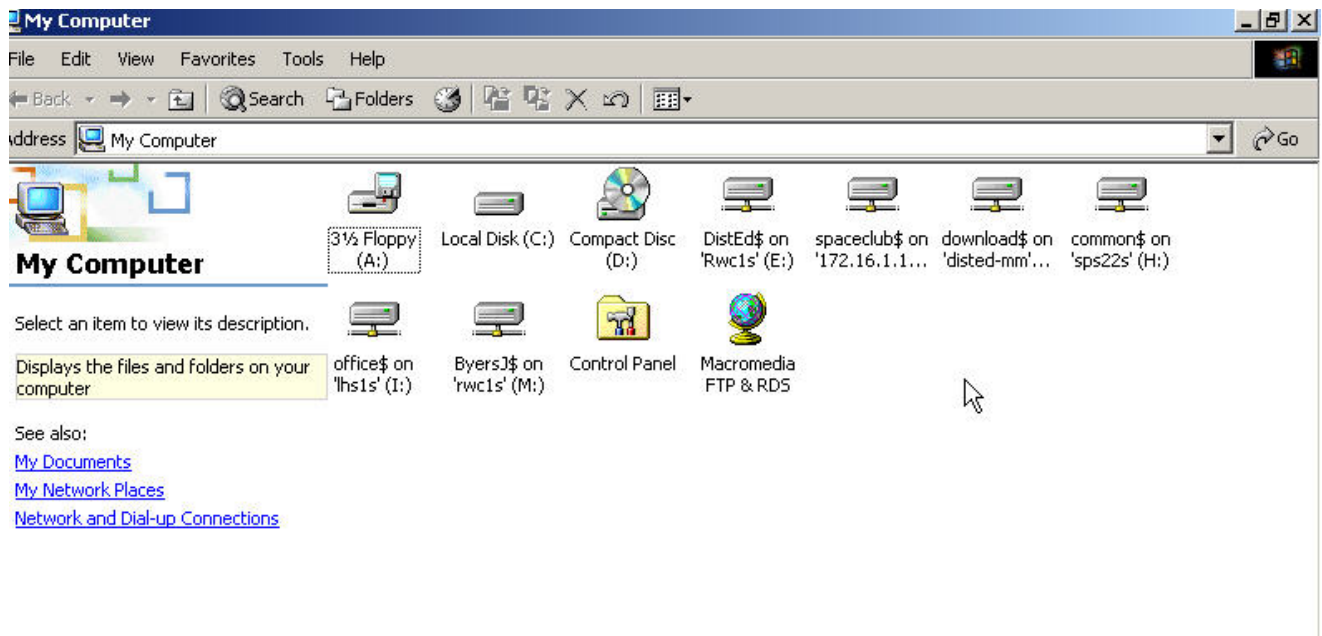 My Computer
File Edit View Favorites Tools Help
Back Search Folders
Address My Computer Go
My Computer
Select an item to view its description.
Displays the files and folders on your
computer
See also:
My Documents
My Network Places
Network and Dial-up Connections
3½ Floppy
(A:)
Local Disk (C:)
Compact Disc
(D:)
DistEd$ on
'Rwc1s' (E:)
spaceclub$ on
'172.16.1.1...
download$ on
'disted-mm'...
common$ on
'sps22s' (H:)
office$ on
'lhs1s' (I:)
ByersJ$ on
'rwc1s' (M:)
Control Panel
Macromedia
FTP & RDS